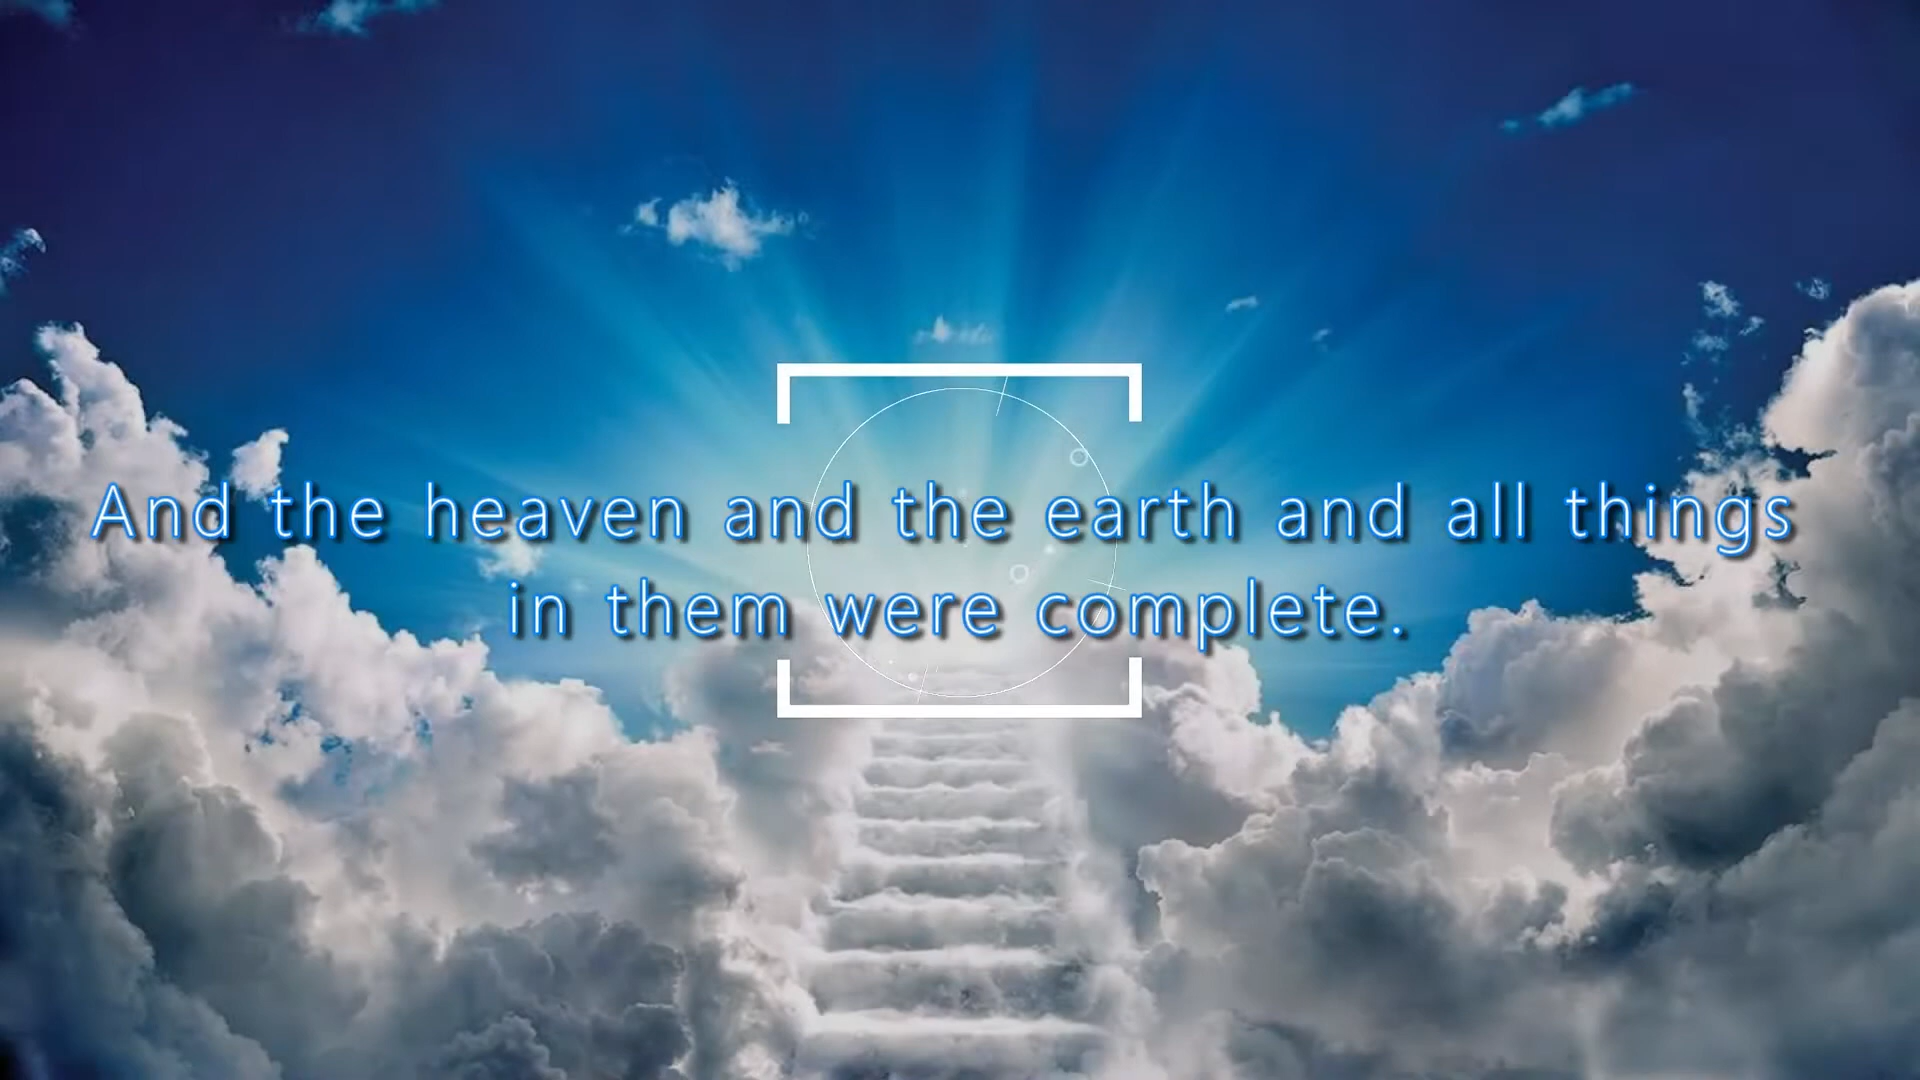 And the heaven and the earth and all things
in them were complete.